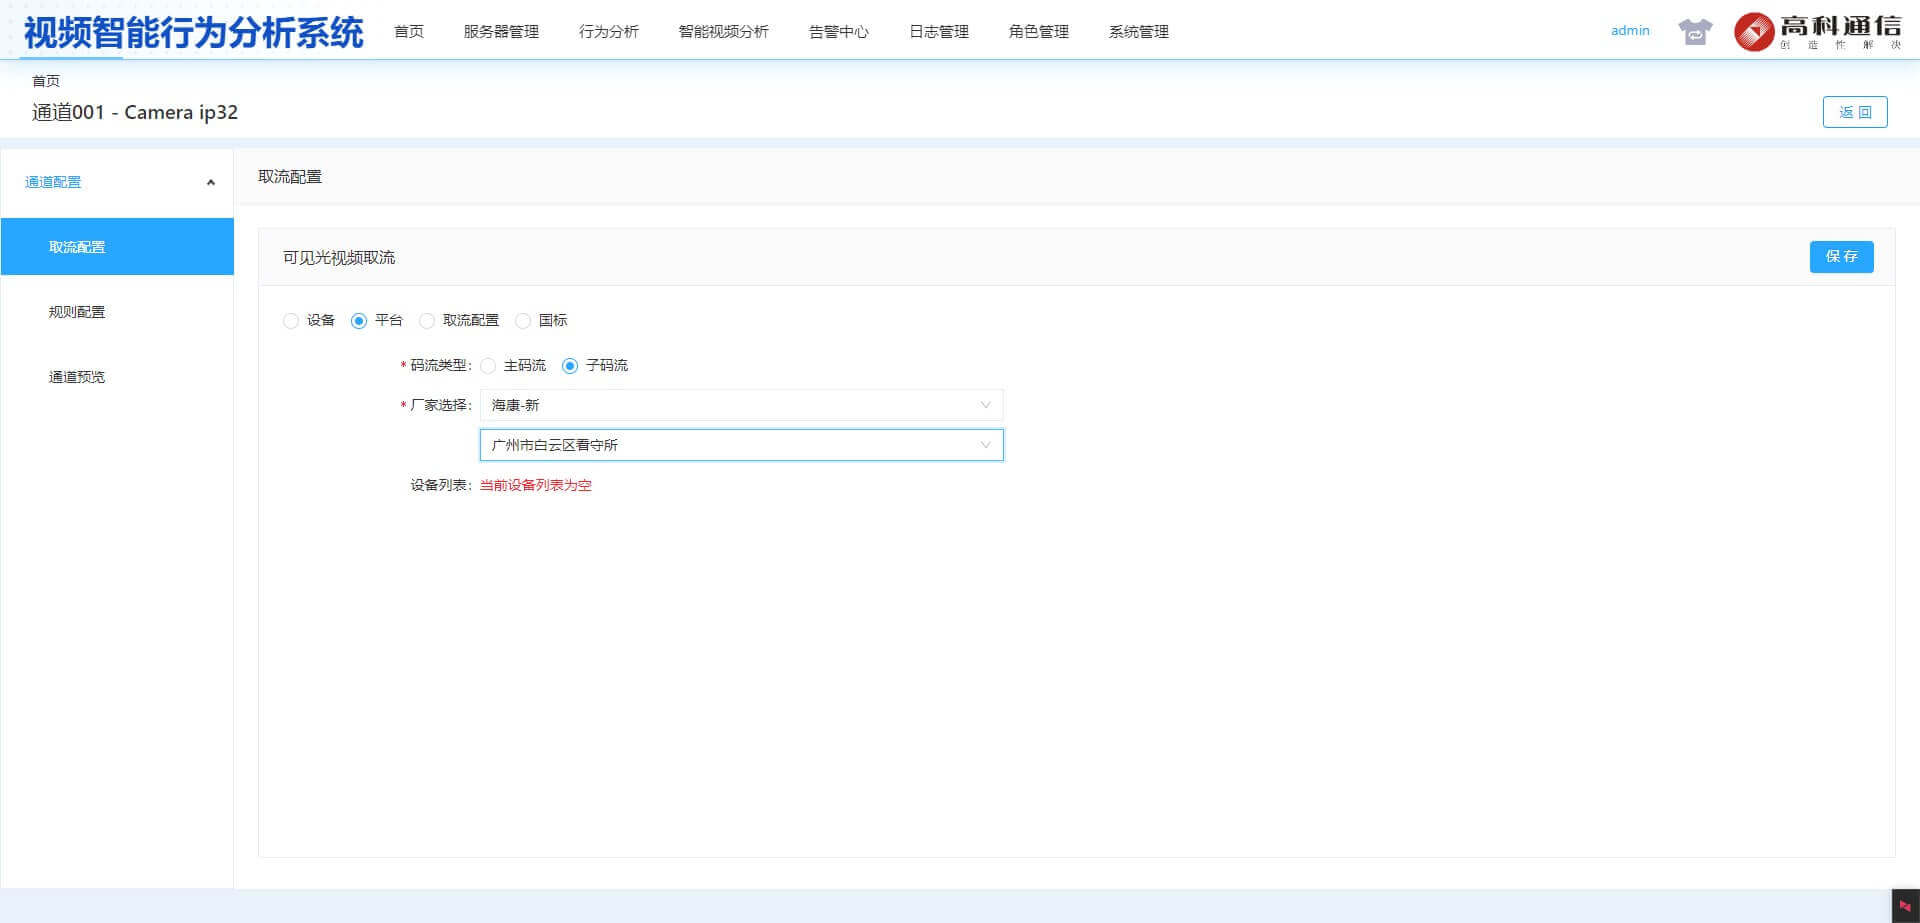 视频智能行为分析系统
首页 服务器管理 行为分析 智能视频分析 告警中心 日志管理 角色管理 系统管理
admin
高科通信
创造性解决
首页
通道001 - Camera ip32
返 回
通道配置
取流配置
规则配置
通道预览
取流配置
可见光视频取流
保 存
设备 平台 取流配置 国标
* 码流类型: 主码流 子码流
* 厂家选择: 海康-新
广州市白云区看守所
设备列表: 当前设备列表为空